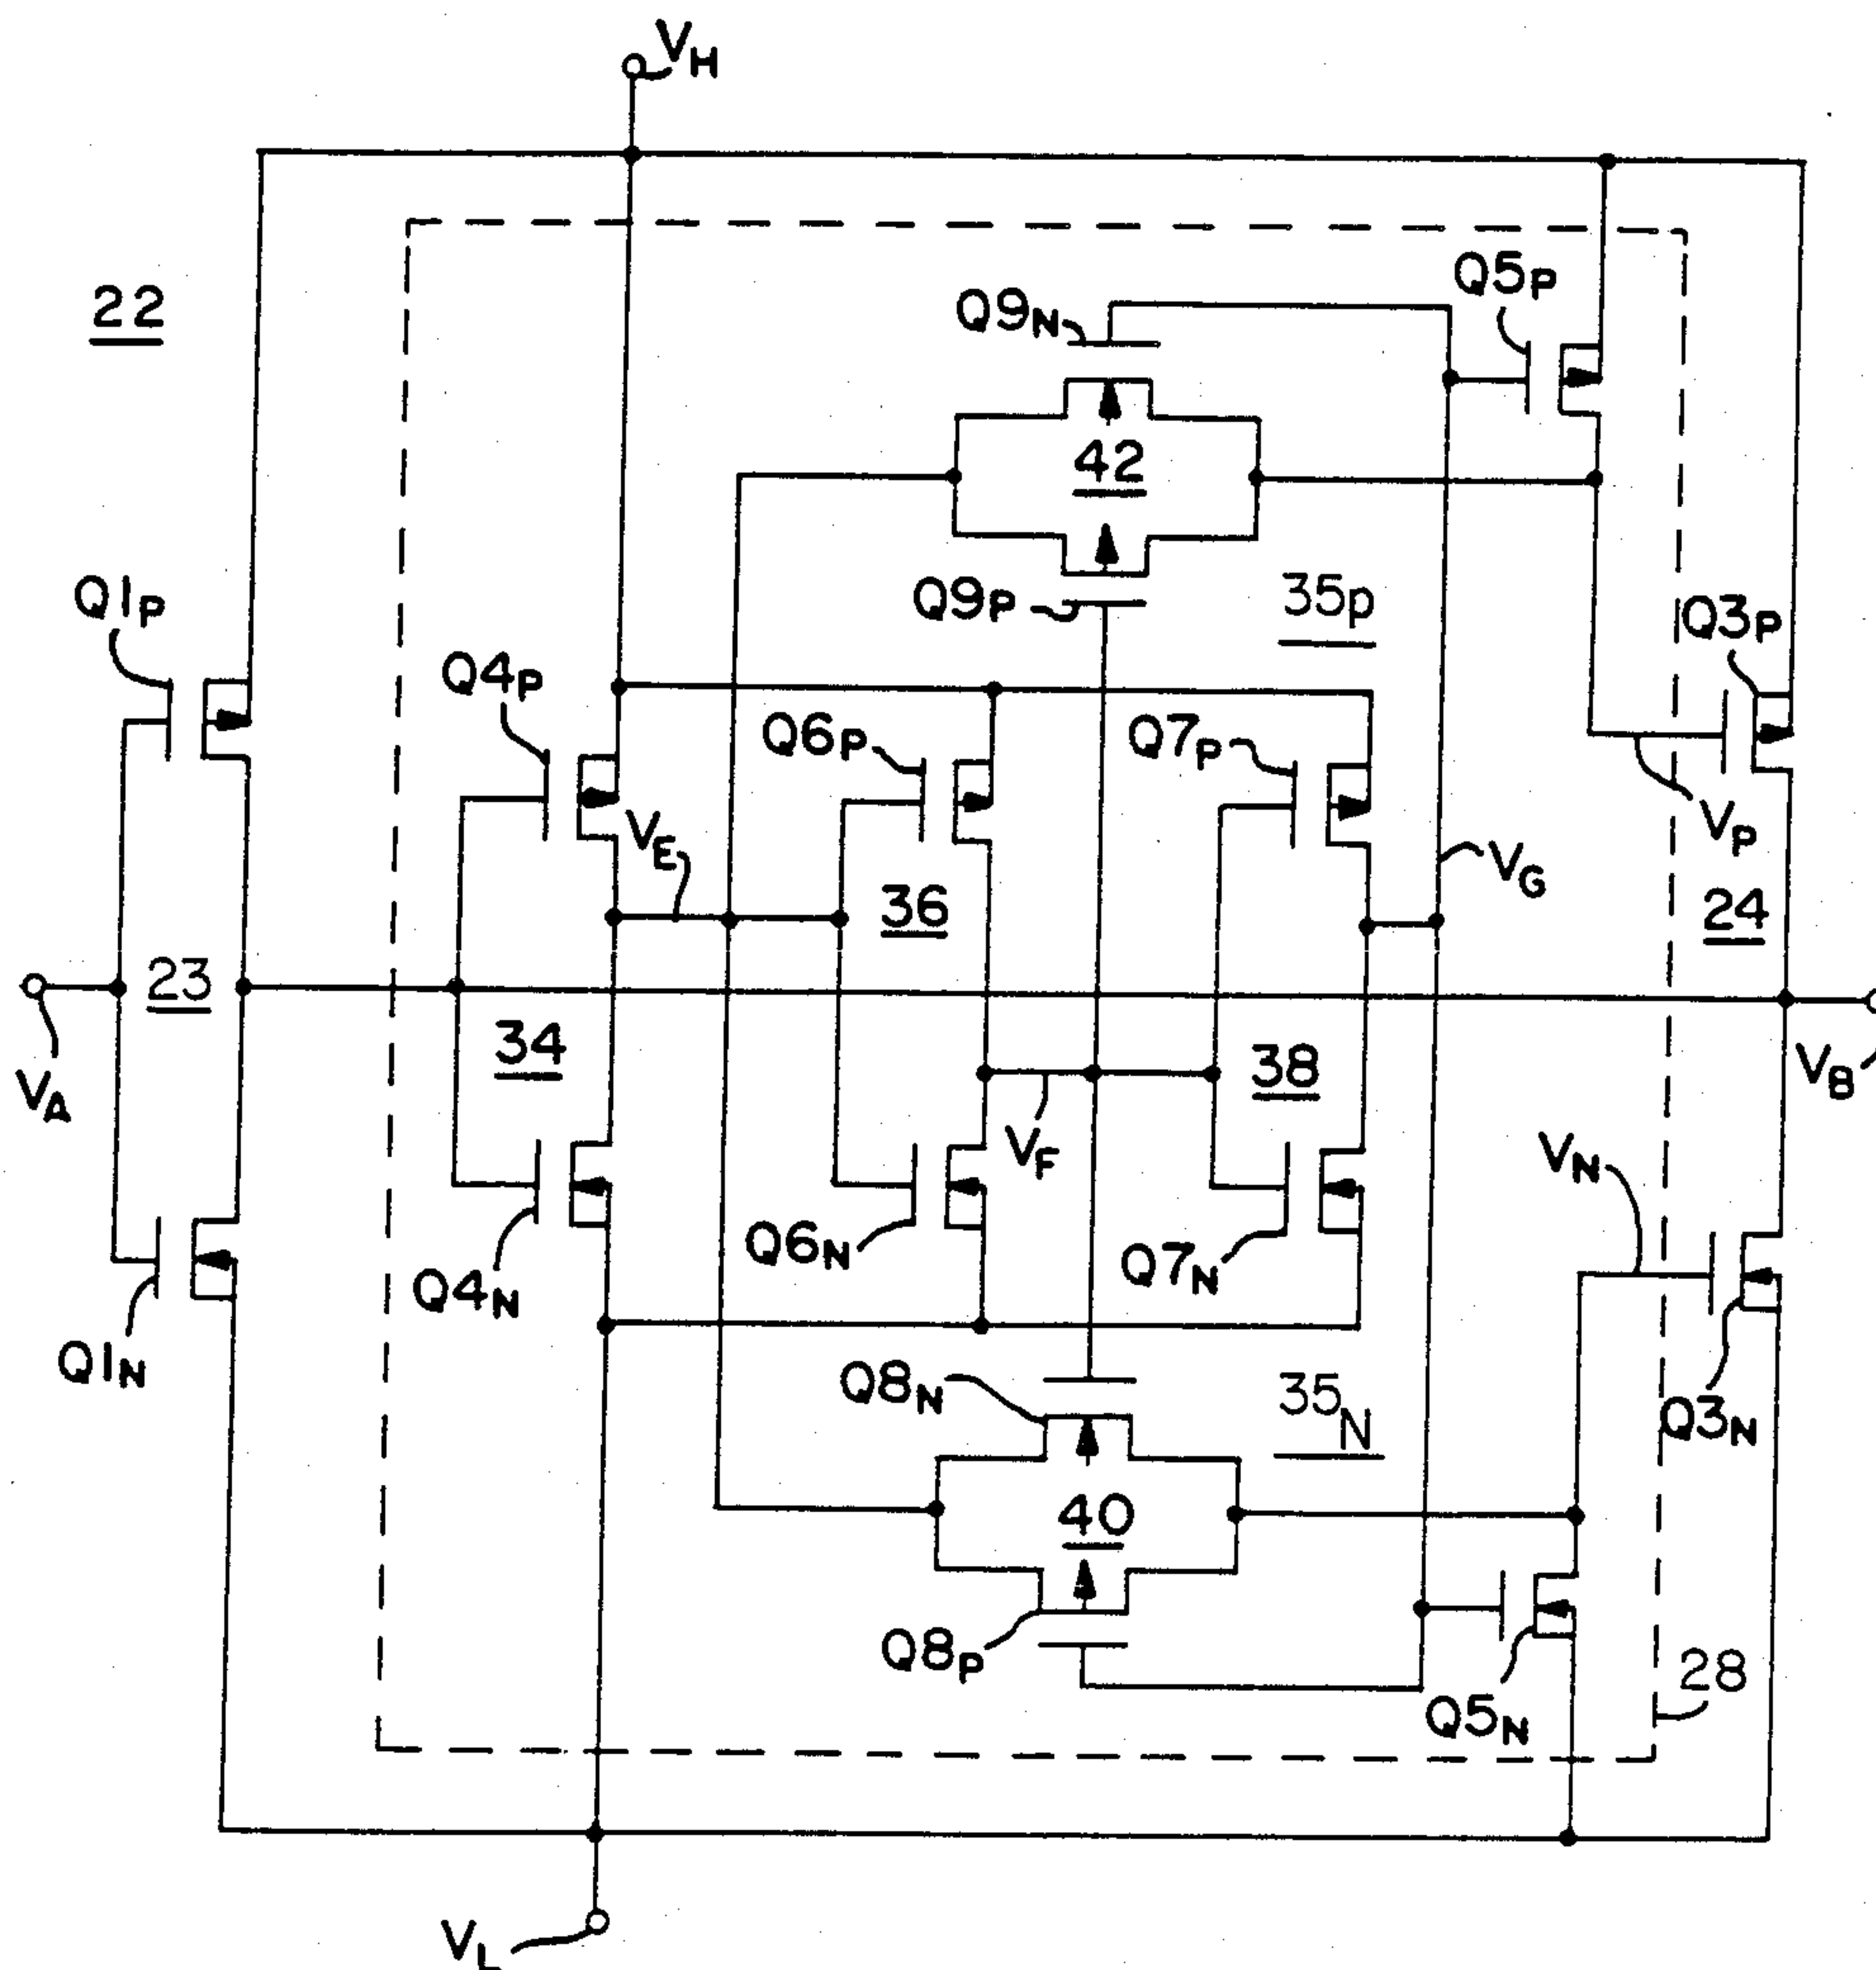 VH
22
Q9N
Q5P
42
Q1P
Q9P
35p
Q3P
Q4P
Q6P
Q7P
VE
VP
VG
36
24
23
34
38
VA
VB
VF
VN
Q6N
Q7N
Q4N
Q1N
Q8N
35N
Q3N
40
Q8P
28
Q5N
VL